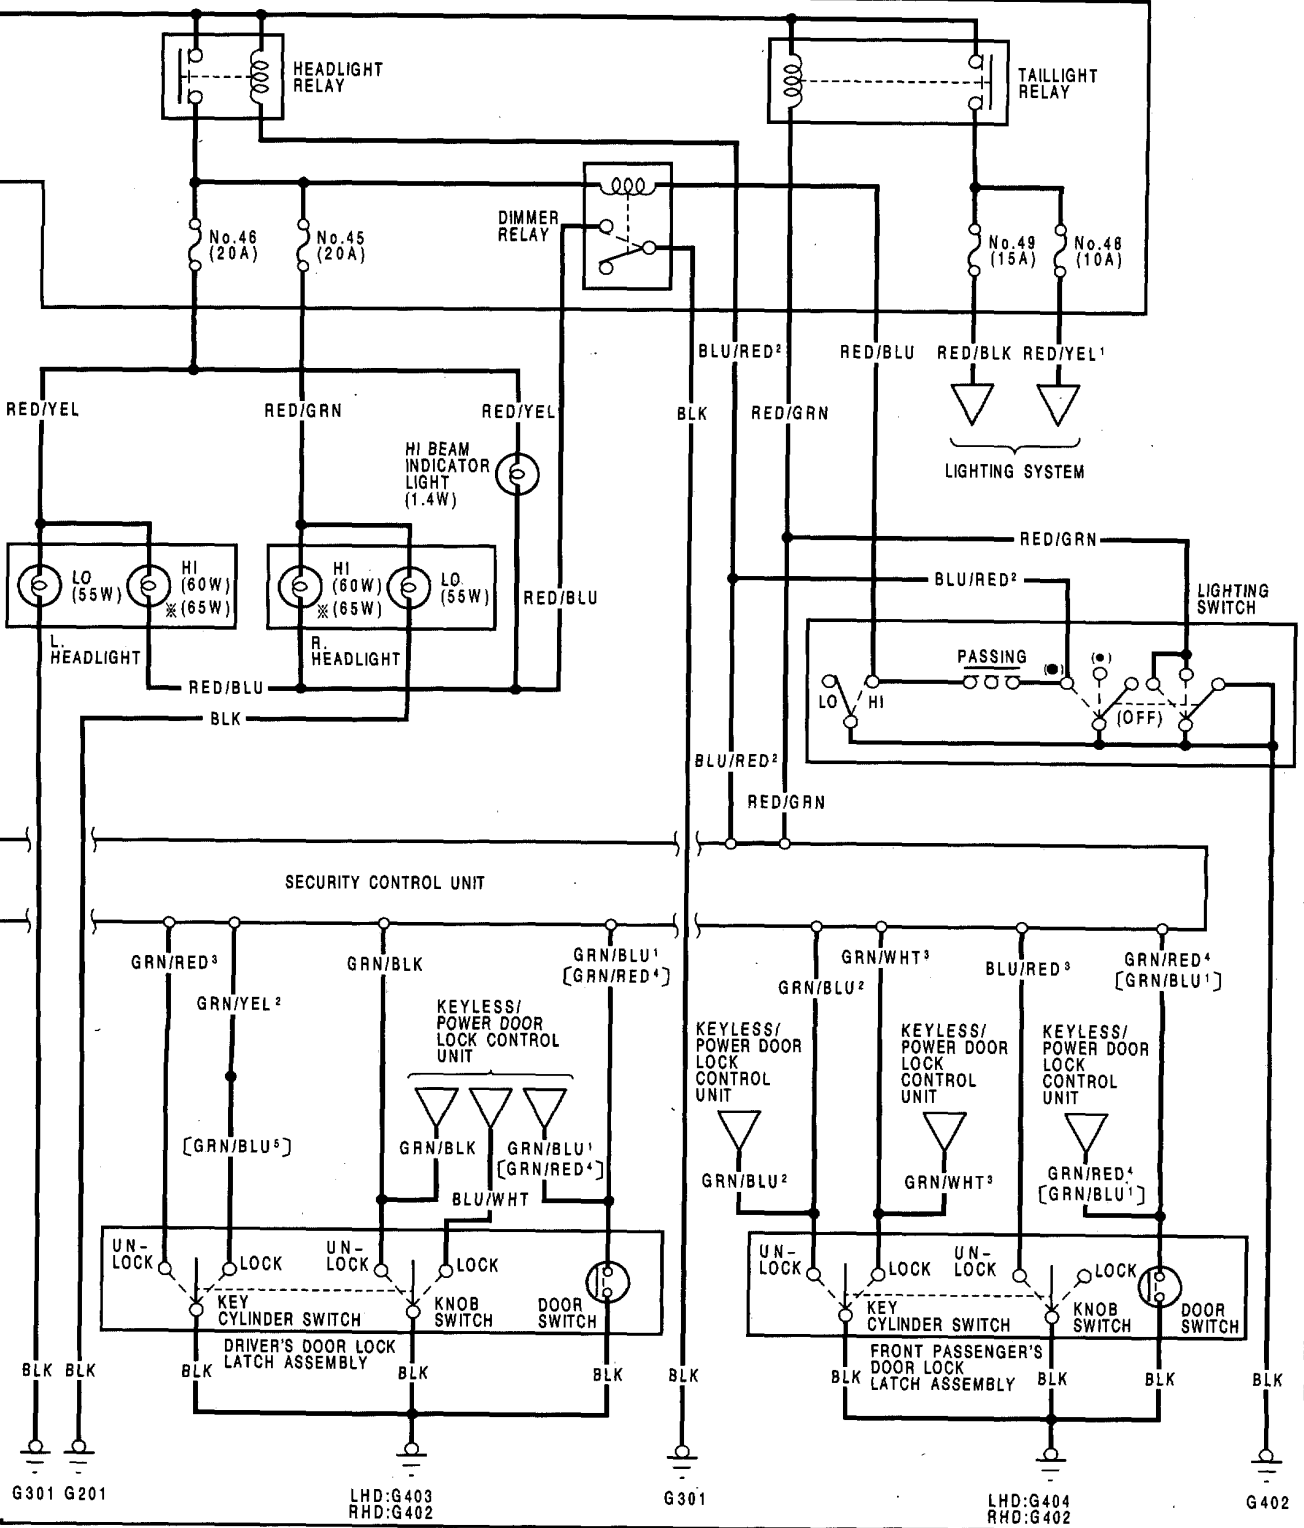 HEADLIGHT
RELAY
TAILLIGHT
RELAY
DIMMER
RELAY
No.46
(20A)
No.45
(20A)
No.49
(15A)
No.48
(10A)
BLU/RED²
RED/BLU
RED/BLK
RED/YEL¹
RED/YEL
RED/GRN
RED/YEL
BLK
RED/GRN
HI BEAM
INDICATOR
LIGHT
(1.4W)
LIGHTING SYSTEM
RED/GRN
BLU/RED²
LIGHTING
SWITCH
LO
(55W)
HI
(60W)
※(65W)
HI
(60W)
※(65W)
LO
(55W)
RED/BLU
L.
HEADLIGHT
R.
HEADLIGHT
PASSING
(●)
(•)
LO
HI
(OFF)
RED/BLU
BLK
BLU/RED²
RED/GRN
SECURITY CONTROL UNIT
GRN/RED³
GRN/YEL²
GRN/BLK
GRN/BLU¹
[GRN/RED⁴]
GRN/BLU²
GRN/WHT³
BLU/RED³
GRN/RED⁴
[GRN/BLU¹]
KEYLESS/
POWER DOOR
LOCK CONTROL
UNIT
KEYLESS/
POWER DOOR
LOCK
CONTROL
UNIT
KEYLESS/
POWER DOOR
LOCK
CONTROL
UNIT
KEYLESS/
POWER DOOR
LOCK
CONTROL
UNIT
[GRN/BLU⁵]
GRN/BLK
BLU/WHT
GRN/BLU¹
[GRN/RED⁴]
GRN/BLU²
GRN/WHT³
GRN/RED⁴
[GRN/BLU¹]
UN-
LOCK
LOCK
UN-
LOCK
LOCK
KEY
CYLINDER SWITCH
KNOB
SWITCH
DOOR
SWITCH
DRIVER'S DOOR LOCK
LATCH ASSEMBLY
UN-
LOCK
LOCK
UN-
LOCK
LOCK
KEY
CYLINDER SWITCH
KNOB
SWITCH
DOOR
SWITCH
FRONT PASSENGER'S
DOOR LOCK
LATCH ASSEMBLY
BLK
BLK
BLK
BLK
BLK
BLK
BLK
BLK
BLK
BLK
G301
G201
LHD:G403
RHD:G402
G301
LHD:G404
RHD:G402
G402